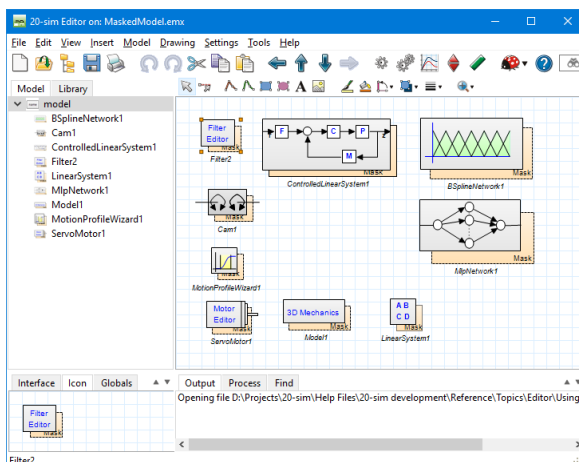 20-sim Editor on: MaskedModel.emx
File Edit View Insert Model Drawing Settings Tools Help
Model Library
model
BSplineNetwork1
Cam1
ControlledLinearSystem1
Filter2
LinearSystem1
MlpNetwork1
Model1
MotionProfileWizard1
ServoMotor1
Filter
Editor
Mask
Filter2
F C P
M
Mask
ControlledLinearSystem1
Mask
BSplineNetwork1
Mask
Cam1
Mask
MlpNetwork1
Mask
MotionProfileWizard1
Motor
Editor
Mask
ServoMotor1
3D Mechanics
Mask
Model1
A B
C D
Mask
LinearSystem1
Interface Icon Globals
Filter
Editor
Mask
Output Process Find
Opening file D:\Projects\20-sim\Help Files\20-sim development\Reference\Topics\Editor\Using
Filter2